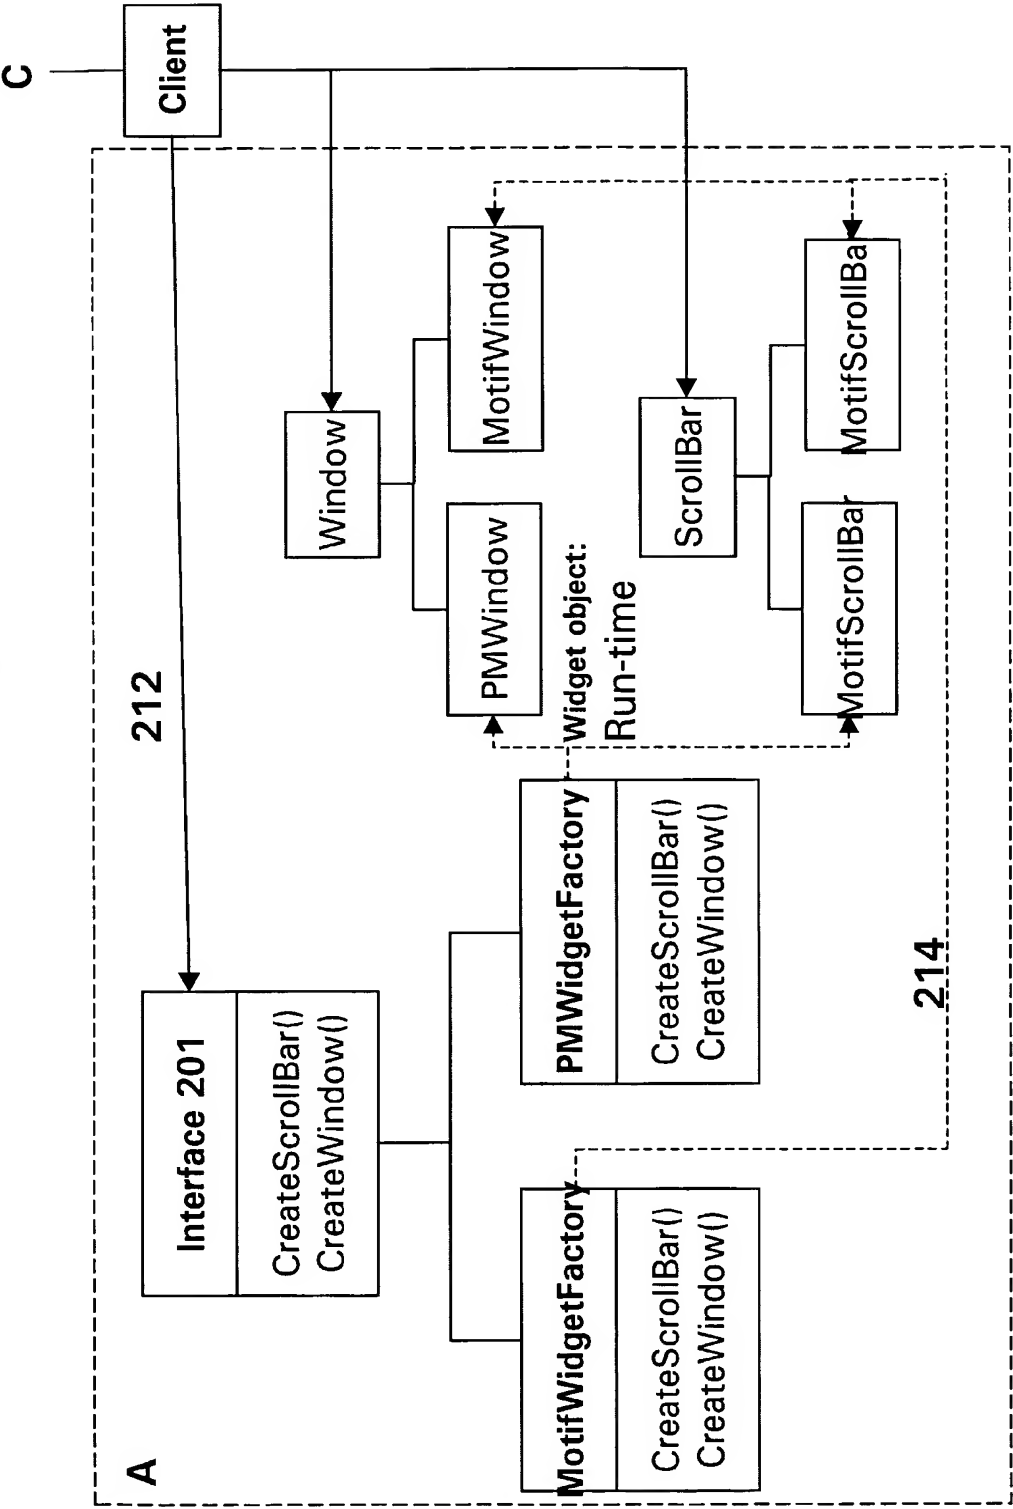 A
212
C
Client
Interface 201
CreateScrollBar()
CreateWindow()
Window
MotifWidgetFactory
CreateScrollBar()
CreateWindow()
PMWidgetFactory
CreateScrollBar()
CreateWindow()
PMWindow
MotifWindow
Widget object:
Run-time
ScrollBar
MotifScrollBar
MotifScrollBa
214